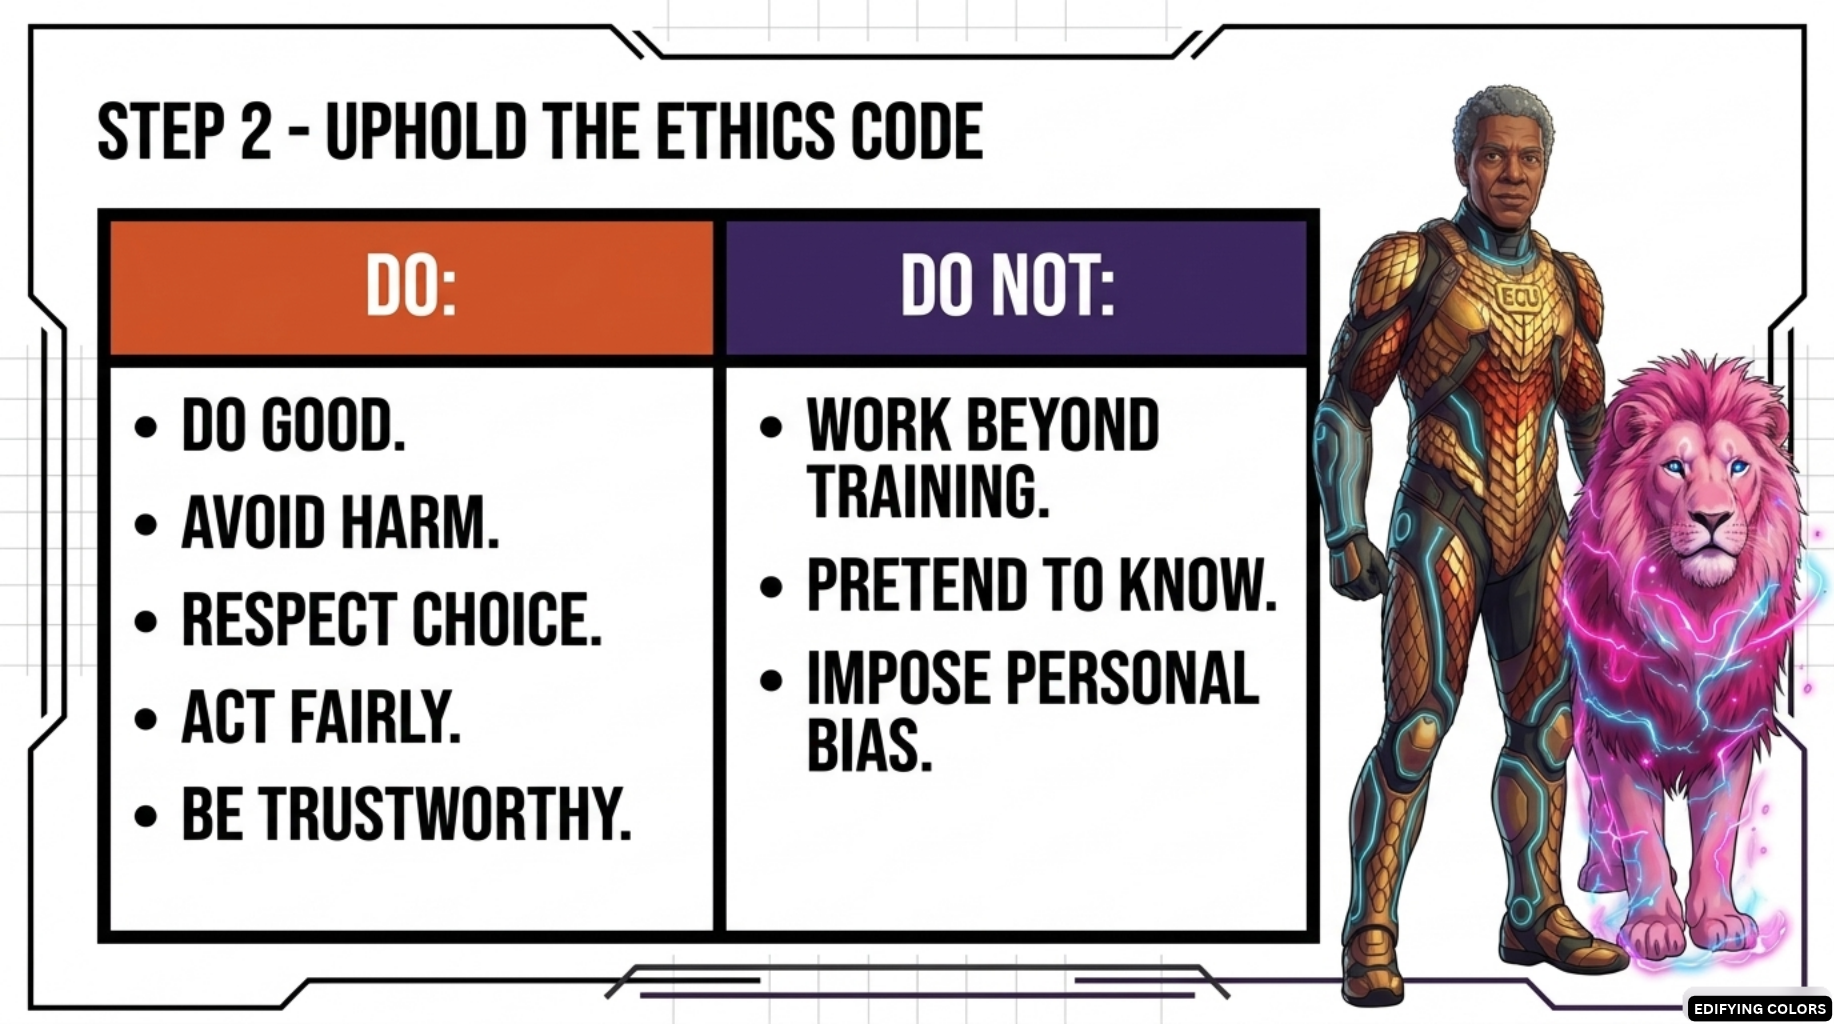 STEP 2 - UPHOLD THE ETHICS CODE
DO:
• DO GOOD.
• AVOID HARM.
• RESPECT CHOICE.
• ACT FAIRLY.
• BE TRUSTWORTHY.
DO NOT:
• WORK BEYOND
TRAINING.
• PRETEND TO KNOW.
• IMPOSE PERSONAL
BIAS.
ECU
EDIFYING COLORS